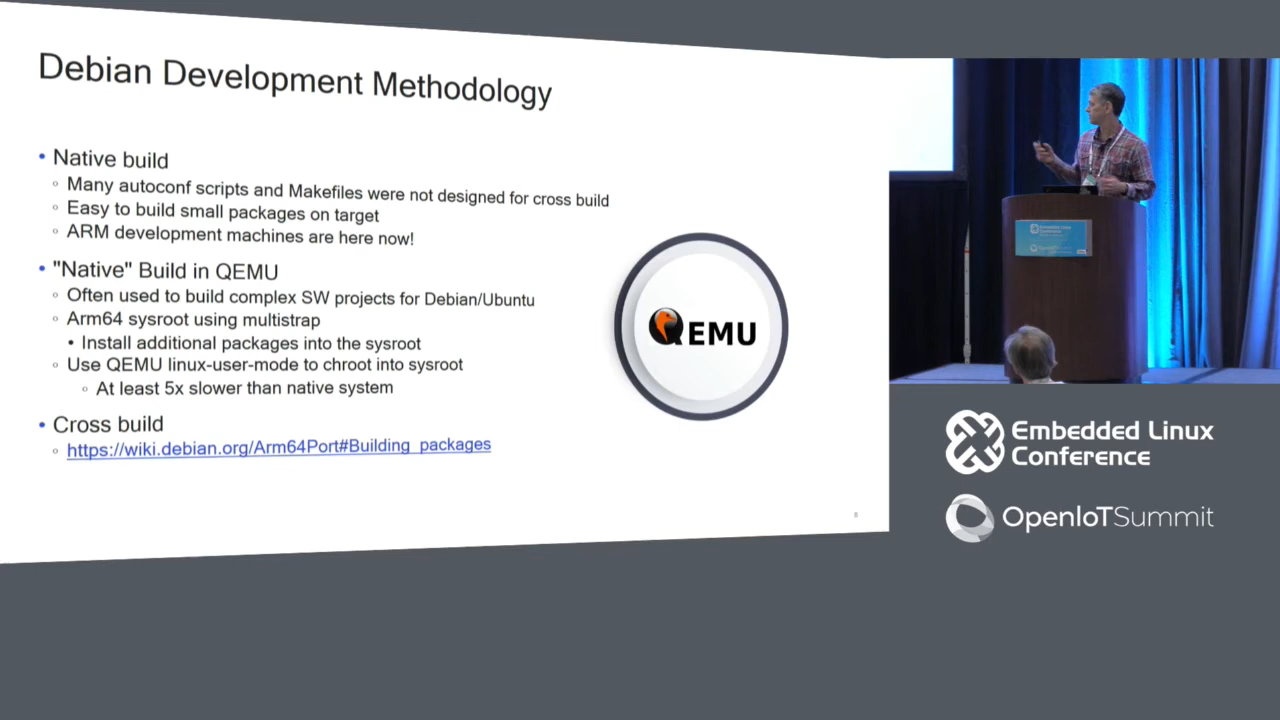 Debian Development Methodology
• Native build
◦ Many autoconf scripts and Makefiles were not designed for cross build
◦ Easy to build small packages on target
◦ ARM development machines are here now!
• "Native" Build in QEMU
◦ Often used to build complex SW projects for Debian/Ubuntu
◦ Arm64 sysroot using multistrap
• Install additional packages into the sysroot
◦ Use QEMU linux-user-mode to chroot into sysroot
◦ At least 5x slower than native system
• Cross build
◦ https://wiki.debian.org/Arm64Port#Building_packages
QEMU
8
Embedded Linux
Conference
OpenIoTSummit